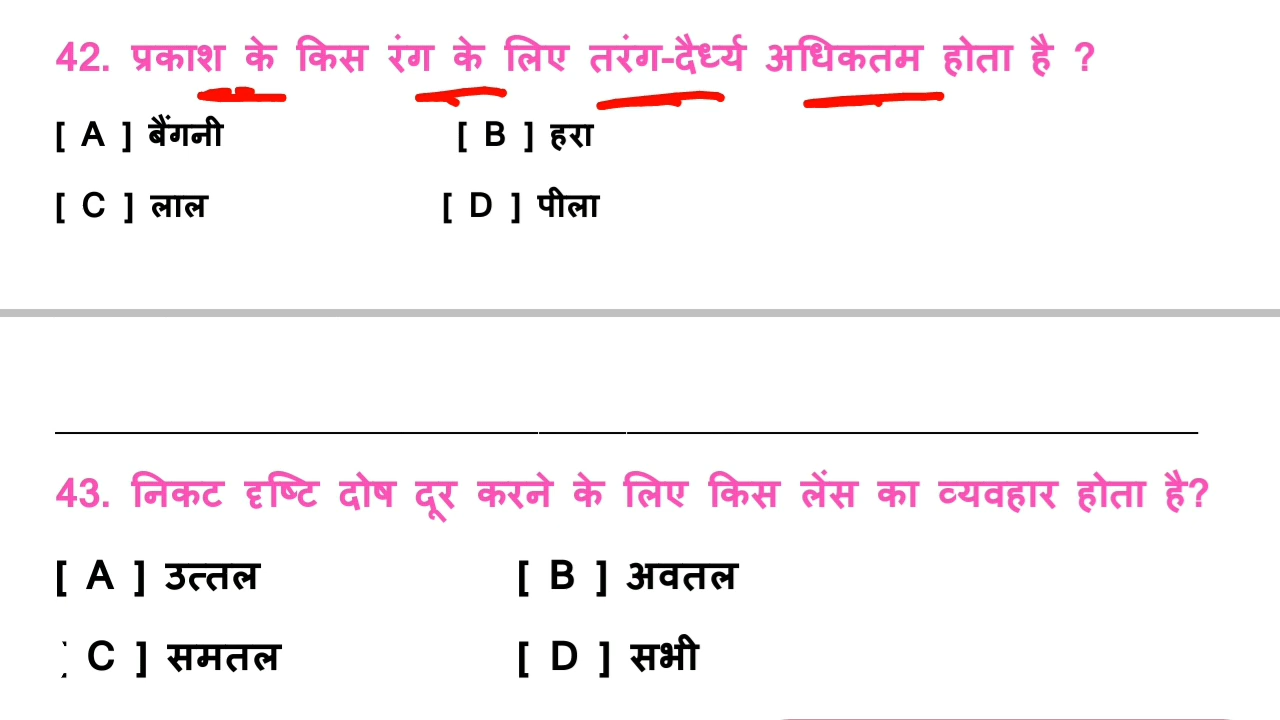 42. प्रकाश के किस रंग के लिए तरंग-दैर्ध्य अधिकतम होता है ?
[ A ] बैंगनी [ B ] हरा
[ C ] लाल [ D ] पीला
43. निकट दृष्टि दोष दूर करने के लिए किस लेंस का व्यवहार होता है?
[ A ] उत्तल [ B ] अवतल
[ C ] समतल [ D ] सभी